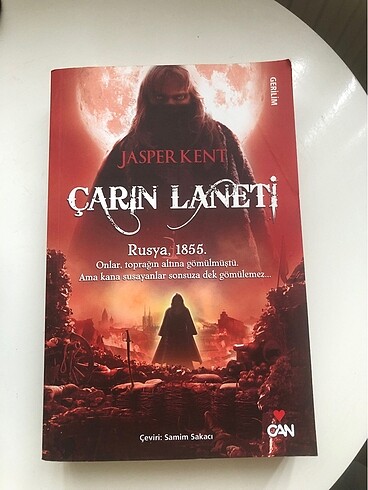 GERİLİM
JASPER KENT
ÇARIN LANETİ
Rusya, 1855.
Onlar, toprağın altına gömülmüştü.
Ama kana susayanlar sonsuza dek gömülemez...
CAN
Çeviri: Samim Sakacı